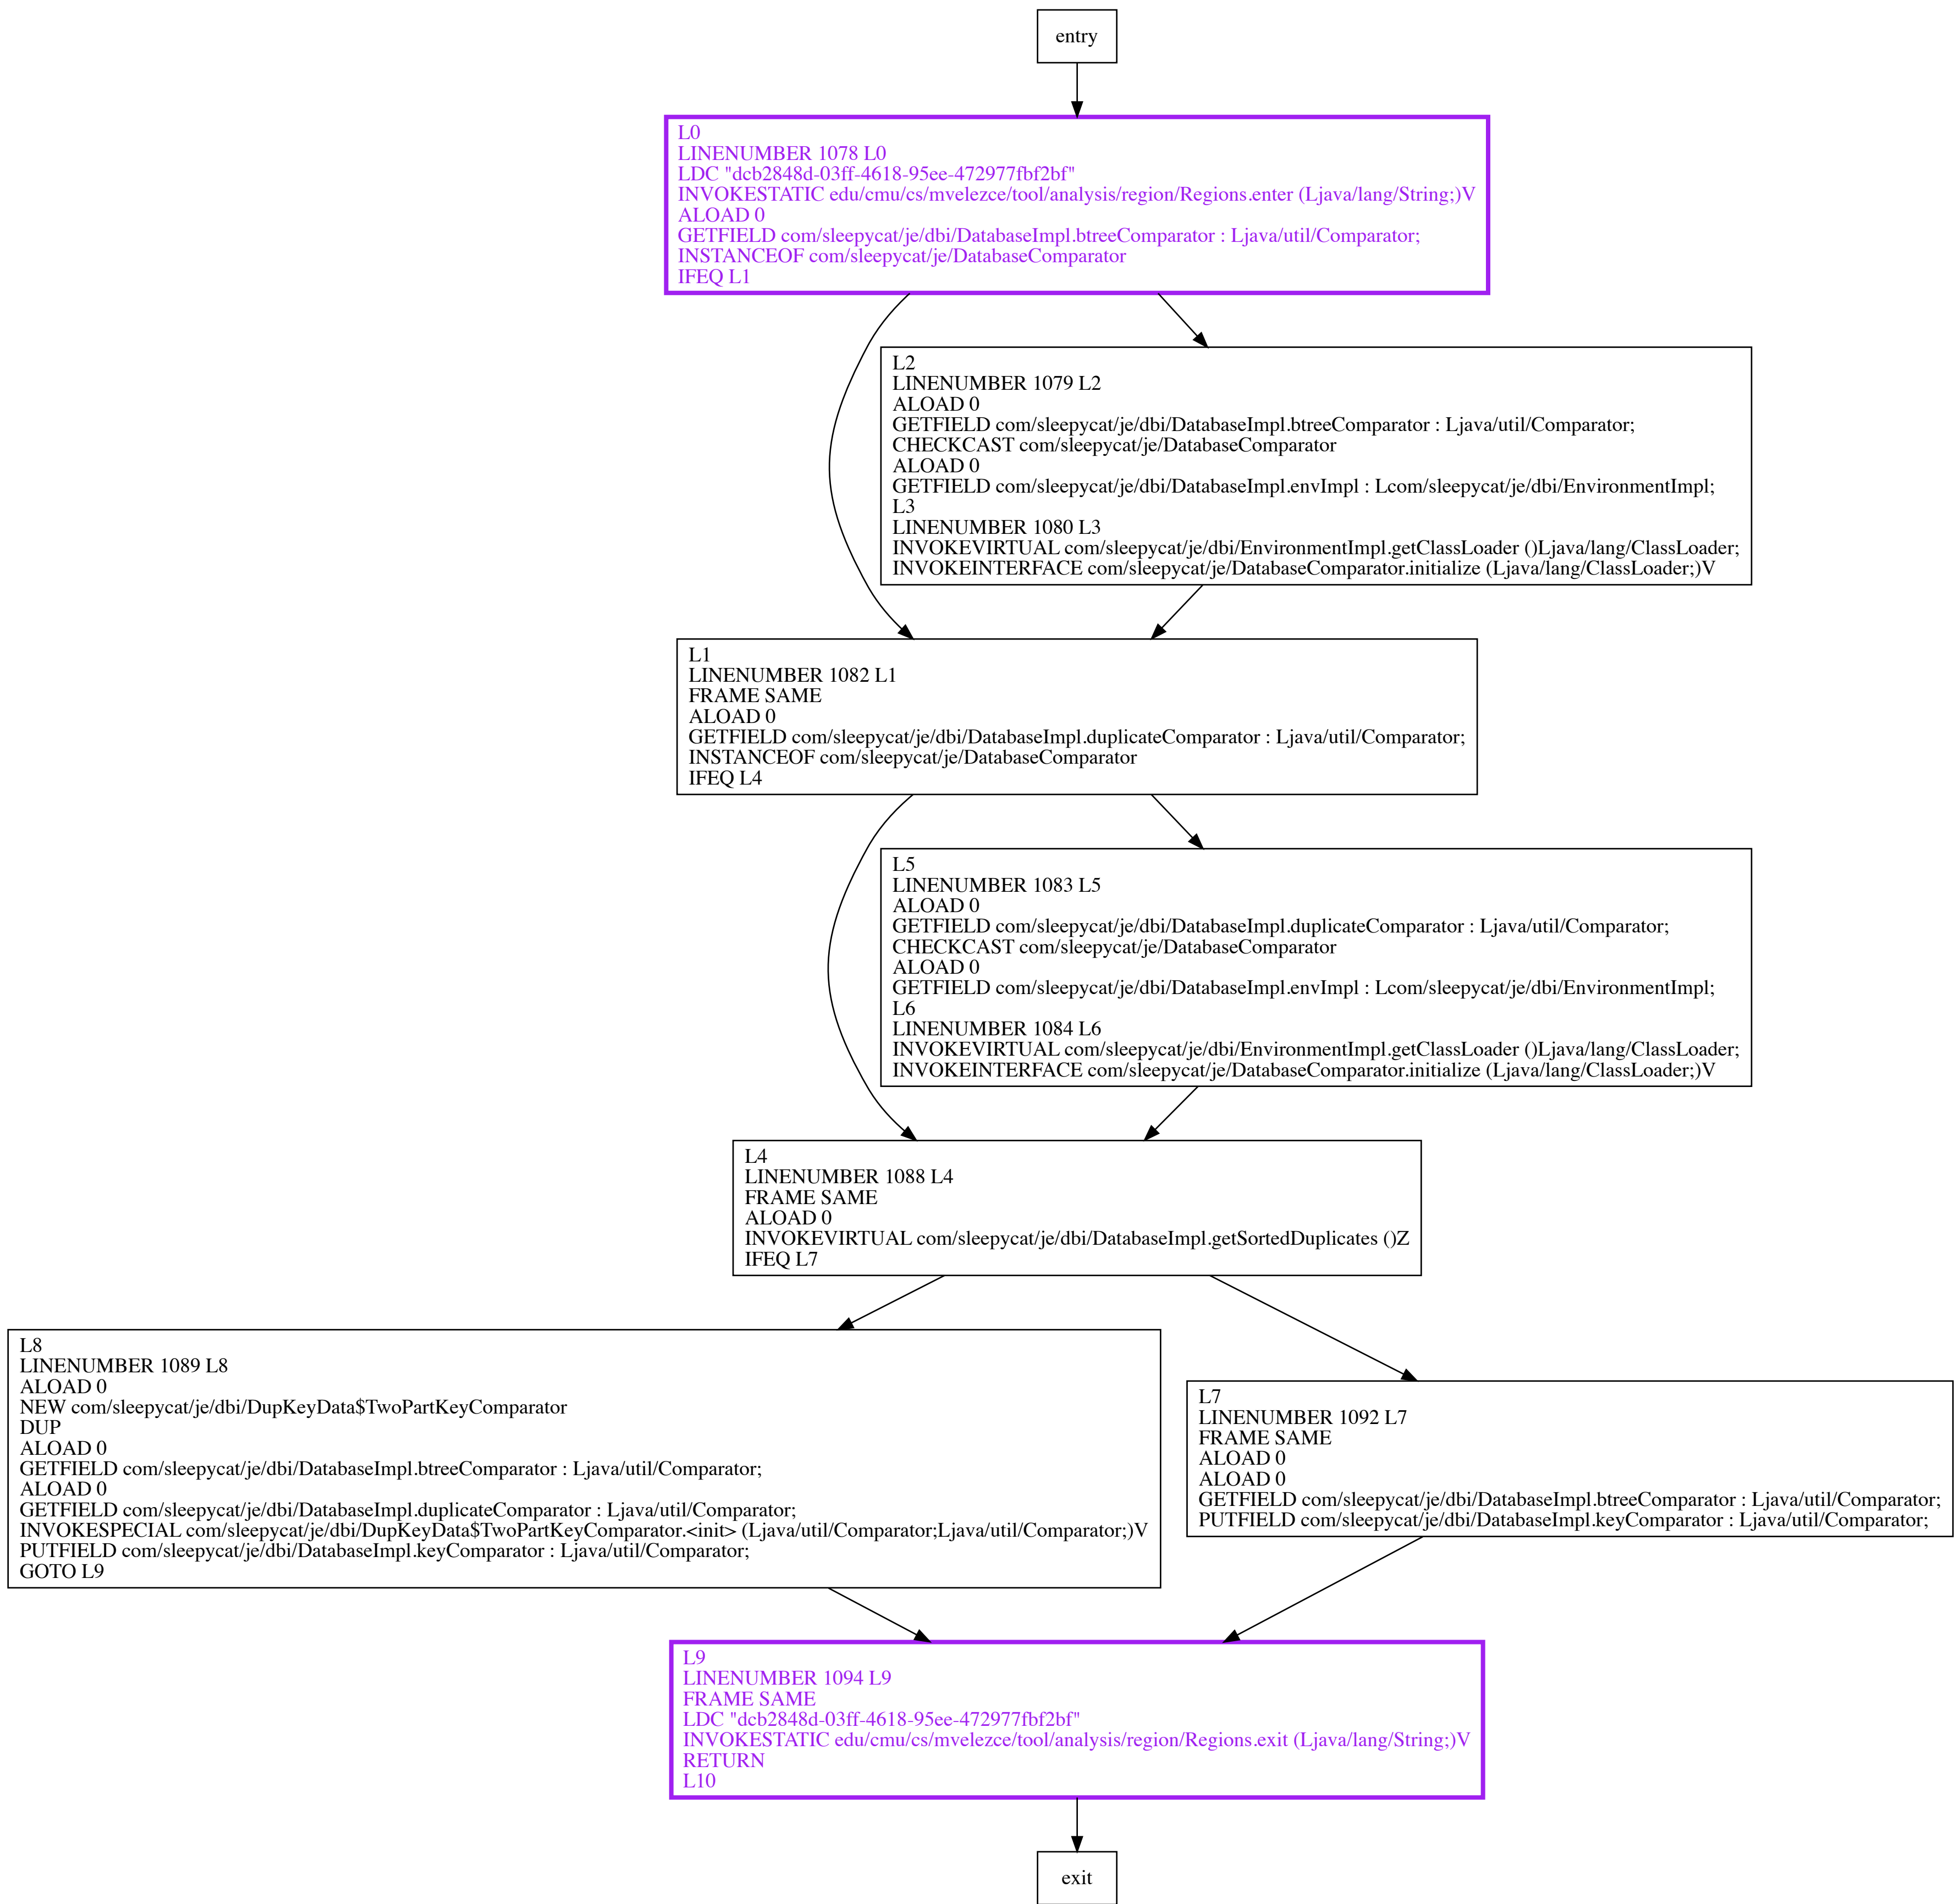 entry
L0
LINENUMBER 1078 L0
LDC "dcb2848d-03ff-4618-95ee-472977fbf2bf"
INVOKESTATIC edu/cmu/cs/mvelezce/tool/analysis/region/Regions.enter (Ljava/lang/String;)V
ALOAD 0
GETFIELD com/sleepycat/je/dbi/DatabaseImpl.btreeComparator : Ljava/util/Comparator;
INSTANCEOF com/sleepycat/je/DatabaseComparator
IFEQ L1
L2
LINENUMBER 1079 L2
ALOAD 0
GETFIELD com/sleepycat/je/dbi/DatabaseImpl.btreeComparator : Ljava/util/Comparator;
CHECKCAST com/sleepycat/je/DatabaseComparator
ALOAD 0
GETFIELD com/sleepycat/je/dbi/DatabaseImpl.envImpl : Lcom/sleepycat/je/dbi/EnvironmentImpl;
L3
LINENUMBER 1080 L3
INVOKEVIRTUAL com/sleepycat/je/dbi/EnvironmentImpl.getClassLoader ()Ljava/lang/ClassLoader;
INVOKEINTERFACE com/sleepycat/je/DatabaseComparator.initialize (Ljava/lang/ClassLoader;)V
L1
LINENUMBER 1082 L1
FRAME SAME
ALOAD 0
GETFIELD com/sleepycat/je/dbi/DatabaseImpl.duplicateComparator : Ljava/util/Comparator;
INSTANCEOF com/sleepycat/je/DatabaseComparator
IFEQ L4
L5
LINENUMBER 1083 L5
ALOAD 0
GETFIELD com/sleepycat/je/dbi/DatabaseImpl.duplicateComparator : Ljava/util/Comparator;
CHECKCAST com/sleepycat/je/DatabaseComparator
ALOAD 0
GETFIELD com/sleepycat/je/dbi/DatabaseImpl.envImpl : Lcom/sleepycat/je/dbi/EnvironmentImpl;
L6
LINENUMBER 1084 L6
INVOKEVIRTUAL com/sleepycat/je/dbi/EnvironmentImpl.getClassLoader ()Ljava/lang/ClassLoader;
INVOKEINTERFACE com/sleepycat/je/DatabaseComparator.initialize (Ljava/lang/ClassLoader;)V
L4
LINENUMBER 1088 L4
FRAME SAME
ALOAD 0
INVOKEVIRTUAL com/sleepycat/je/dbi/DatabaseImpl.getSortedDuplicates ()Z
IFEQ L7
L8
LINENUMBER 1089 L8
ALOAD 0
NEW com/sleepycat/je/dbi/DupKeyData$TwoPartKeyComparator
DUP
ALOAD 0
GETFIELD com/sleepycat/je/dbi/DatabaseImpl.btreeComparator : Ljava/util/Comparator;
ALOAD 0
GETFIELD com/sleepycat/je/dbi/DatabaseImpl.duplicateComparator : Ljava/util/Comparator;
INVOKESPECIAL com/sleepycat/je/dbi/DupKeyData$TwoPartKeyComparator.<init> (Ljava/util/Comparator;Ljava/util/Comparator;)V
PUTFIELD com/sleepycat/je/dbi/DatabaseImpl.keyComparator : Ljava/util/Comparator;
GOTO L9
L7
LINENUMBER 1092 L7
FRAME SAME
ALOAD 0
ALOAD 0
GETFIELD com/sleepycat/je/dbi/DatabaseImpl.btreeComparator : Ljava/util/Comparator;
PUTFIELD com/sleepycat/je/dbi/DatabaseImpl.keyComparator : Ljava/util/Comparator;
L9
LINENUMBER 1094 L9
FRAME SAME
LDC "dcb2848d-03ff-4618-95ee-472977fbf2bf"
INVOKESTATIC edu/cmu/cs/mvelezce/tool/analysis/region/Regions.exit (Ljava/lang/String;)V
RETURN
L10
exit